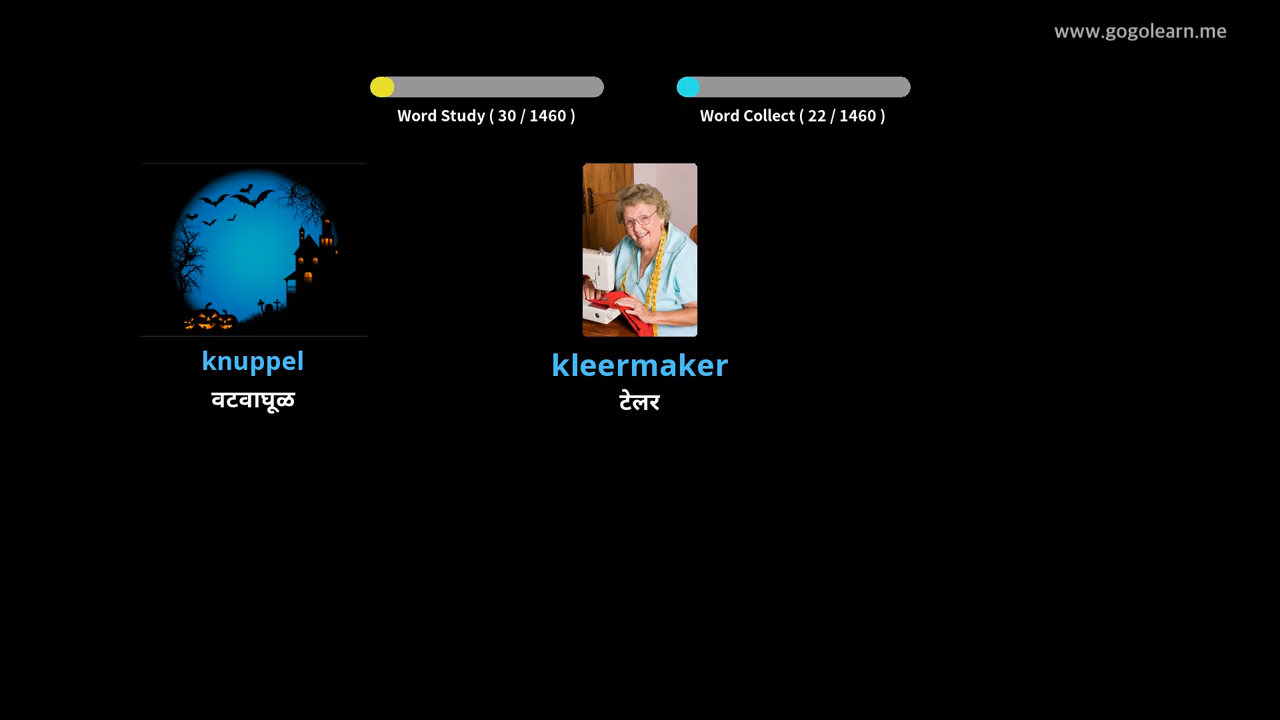 www.gogolearn.me
Word Study ( 30 / 1460 )
Word Collect ( 22 / 1460 )
knuppel
वटवाघूळ
kleermaker
टेलर